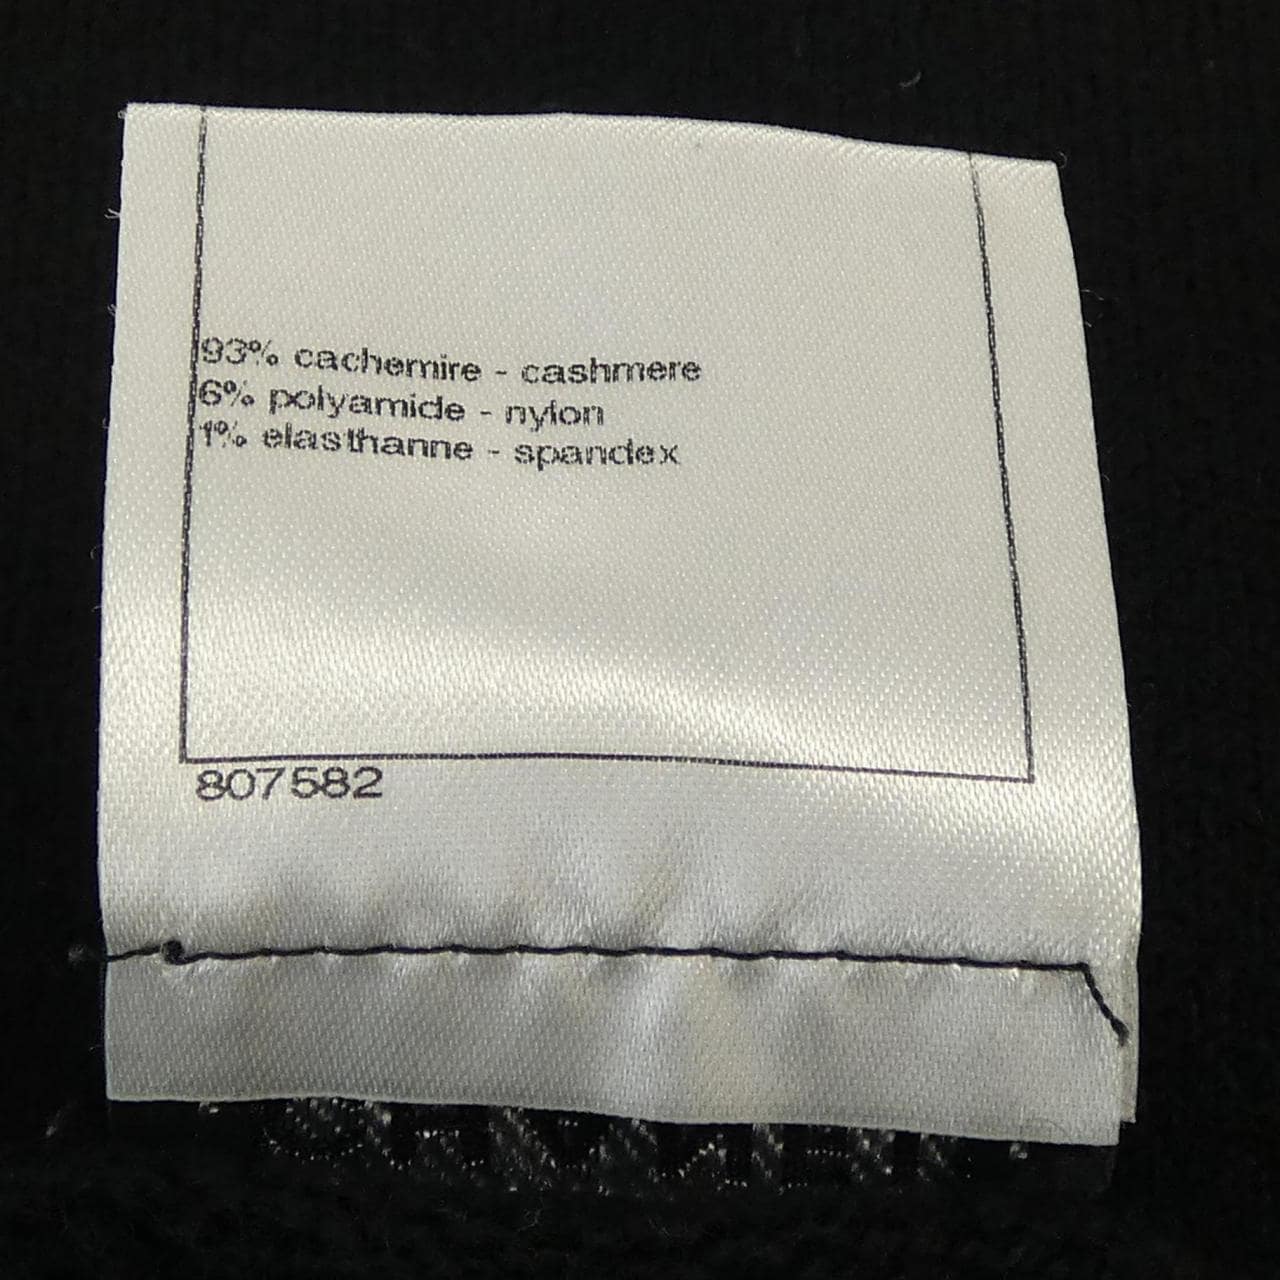 93% cachemire - cashmere
6% polyamide - nylon
1% elasthanne - spandex
807582